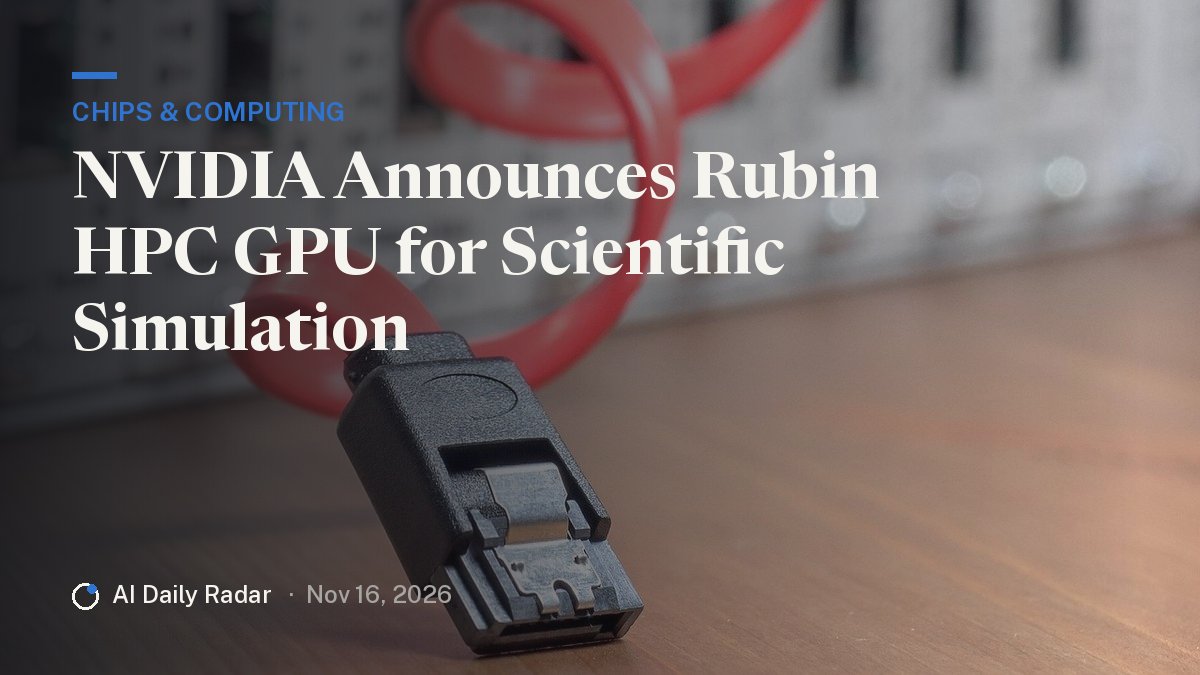 CHIPS & COMPUTING
NVIDIA Announces Rubin
HPC GPU for Scientific
Simulation
AI Daily Radar · Nov 16, 2026